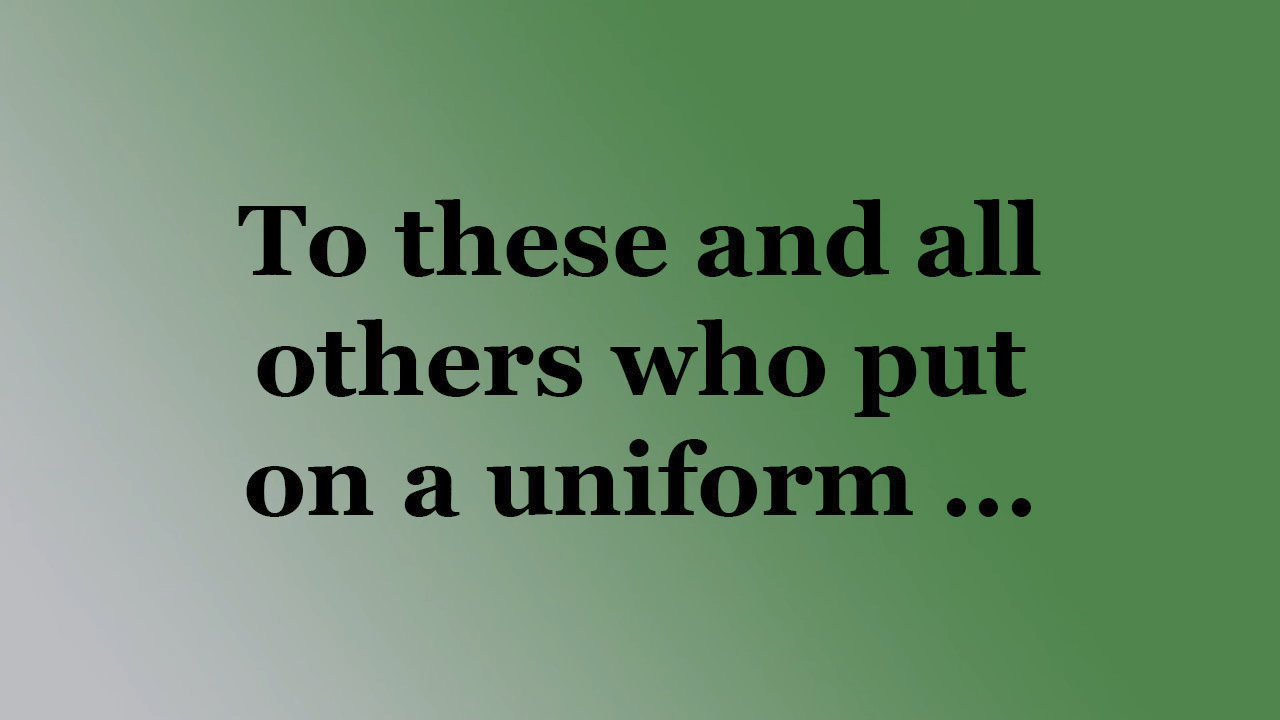 To these and all
others who put
on a uniform ...